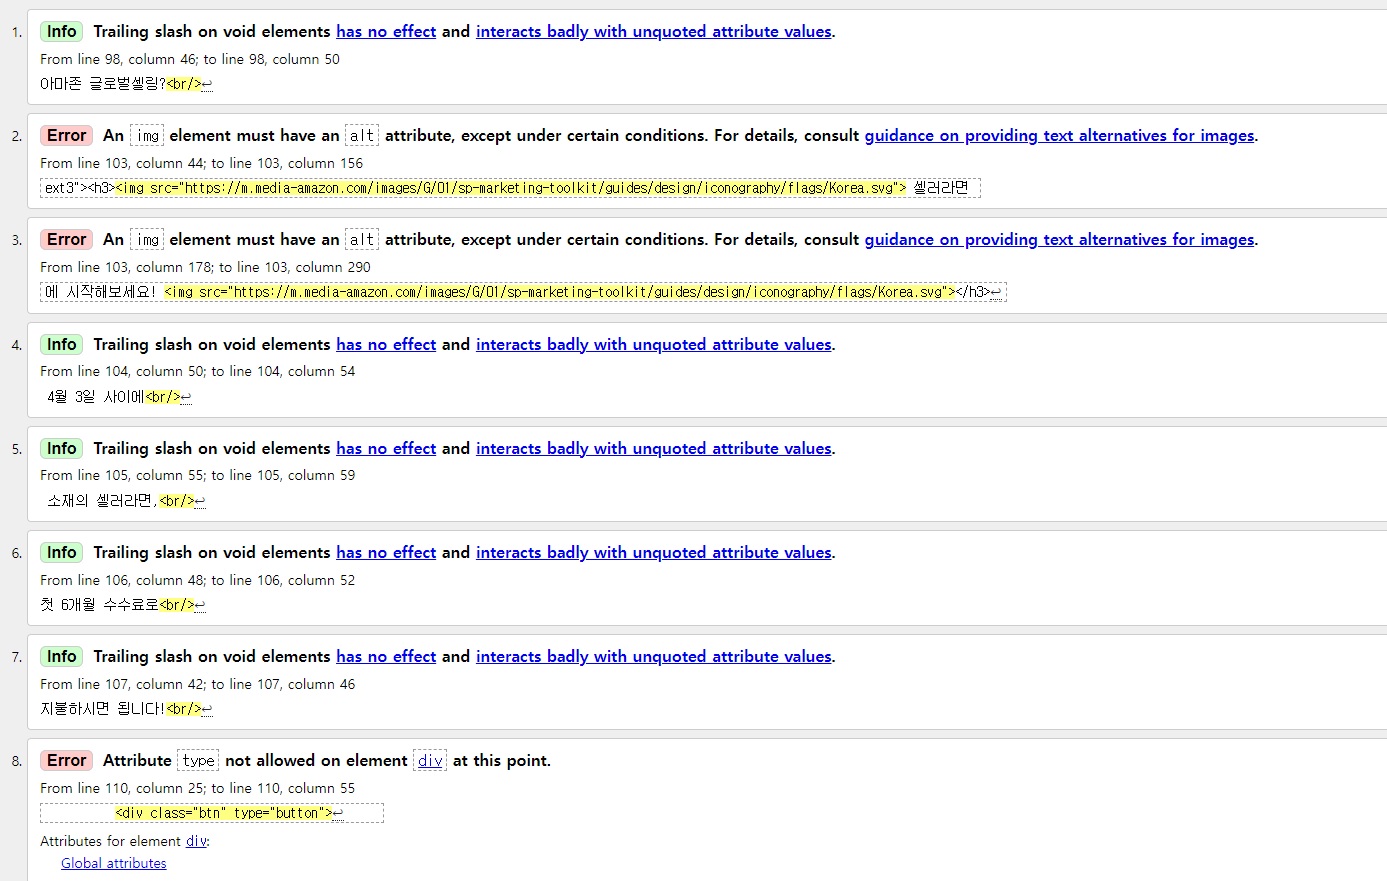 1. Info Trailing slash on void elements has no effect and interacts badly with unquoted attribute values.
From line 98, column 46; to line 98, column 50
아마존 글로벌셀링?<br/>↩
2. Error An img element must have an alt attribute, except under certain conditions. For details, consult guidance on providing text alternatives for images.
From line 103, column 44; to line 103, column 156
ext3"><h3><img src="https://m.media-amazon.com/images/G/01/sp-marketing-toolkit/guides/design/iconography/flags/Korea.svg"> 셀러라면
3. Error An img element must have an alt attribute, except under certain conditions. For details, consult guidance on providing text alternatives for images.
From line 103, column 178; to line 103, column 290
에 시작해보세요! <img src="https://m.media-amazon.com/images/G/01/sp-marketing-toolkit/guides/design/iconography/flags/Korea.svg"></h3>↩
4. Info Trailing slash on void elements has no effect and interacts badly with unquoted attribute values.
From line 104, column 50; to line 104, column 54
4월 3일 사이에<br/>↩
5. Info Trailing slash on void elements has no effect and interacts badly with unquoted attribute values.
From line 105, column 55; to line 105, column 59
소재의 셀러라면,<br/>↩
6. Info Trailing slash on void elements has no effect and interacts badly with unquoted attribute values.
From line 106, column 48; to line 106, column 52
첫 6개월 수수료로<br/>↩
7. Info Trailing slash on void elements has no effect and interacts badly with unquoted attribute values.
From line 107, column 42; to line 107, column 46
지불하시면 됩니다!<br/>↩
8. Error Attribute type not allowed on element div at this point.
From line 110, column 25; to line 110, column 55
<div class="btn" type="button">↩
Attributes for element div:
Global attributes